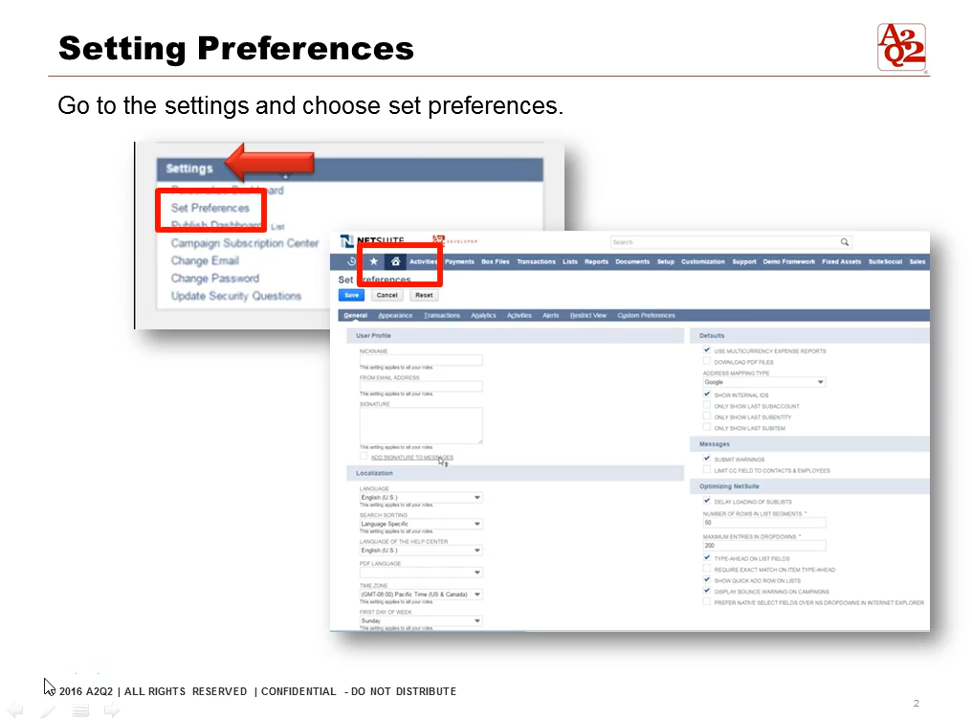 Setting Preferences
A2Q2
Go to the settings and choose set preferences.
Settings
Set Preferences
List
Campaign Subscription Center
Change Email
Change Password
Update Security Questions
NETSUITE
DEVELOPER
Search
Activities Payments Box Files Transactions Lists Reports Documents Setup Customization Support Demo Framework Fixed Assets SuiteSocial Sales
Set Preferences
Save Cancel Reset
General Appearance Transactions Analytics Activities Alerts Restrict View Custom Preferences
User Profile
NICKNAME
This setting applies to all your roles.
FROM EMAIL ADDRESS
This setting applies to all your roles.
SIGNATURE
This setting applies to all your roles.
ADD SIGNATURE TO MESSAGES
Localization
LANGUAGE
English (U.S.)
This setting applies to all your roles.
SEARCH SORTING
Language Specific
This setting applies to all your roles.
LANGUAGE OF THE HELP CENTER
English (U.S.)
PDF LANGUAGE
TIME ZONE
(GMT-08:00) Pacific Time (US & Canada)
This setting applies to all your roles.
FIRST DAY OF WEEK
Sunday
This setting applies to all your roles.
Defaults
USE MULTICURRENCY EXPENSE REPORTS
DOWNLOAD PDF FILES
ADDRESS MAPPING TYPE
Google
SHOW INTERNAL IDS
ONLY SHOW LAST SUBACCOUNT
ONLY SHOW LAST SUBENTITY
ONLY SHOW LAST SUBITEM
Messages
SUBMIT WARNINGS
LIMIT CC FIELD TO CONTACTS & EMPLOYEES
Optimizing NetSuite
DELAY LOADING OF SUBLISTS
NUMBER OF ROWS IN LIST SEGMENTS *
50
MAXIMUM ENTRIES IN DROPDOWNS *
200
TYPE-AHEAD ON LIST FIELDS
REQUIRE EXACT MATCH ON ITEM TYPE-AHEAD
SHOW QUICK ADD ROW ON LISTS
DISPLAY BOUNCE WARNING ON CAMPAIGNS
PREFER NATIVE SELECT FIELDS OVER NS DROPDOWNS IN INTERNET EXPLORER
© 2016 A2Q2 | ALL RIGHTS RESERVED | CONFIDENTIAL - DO NOT DISTRIBUTE
2